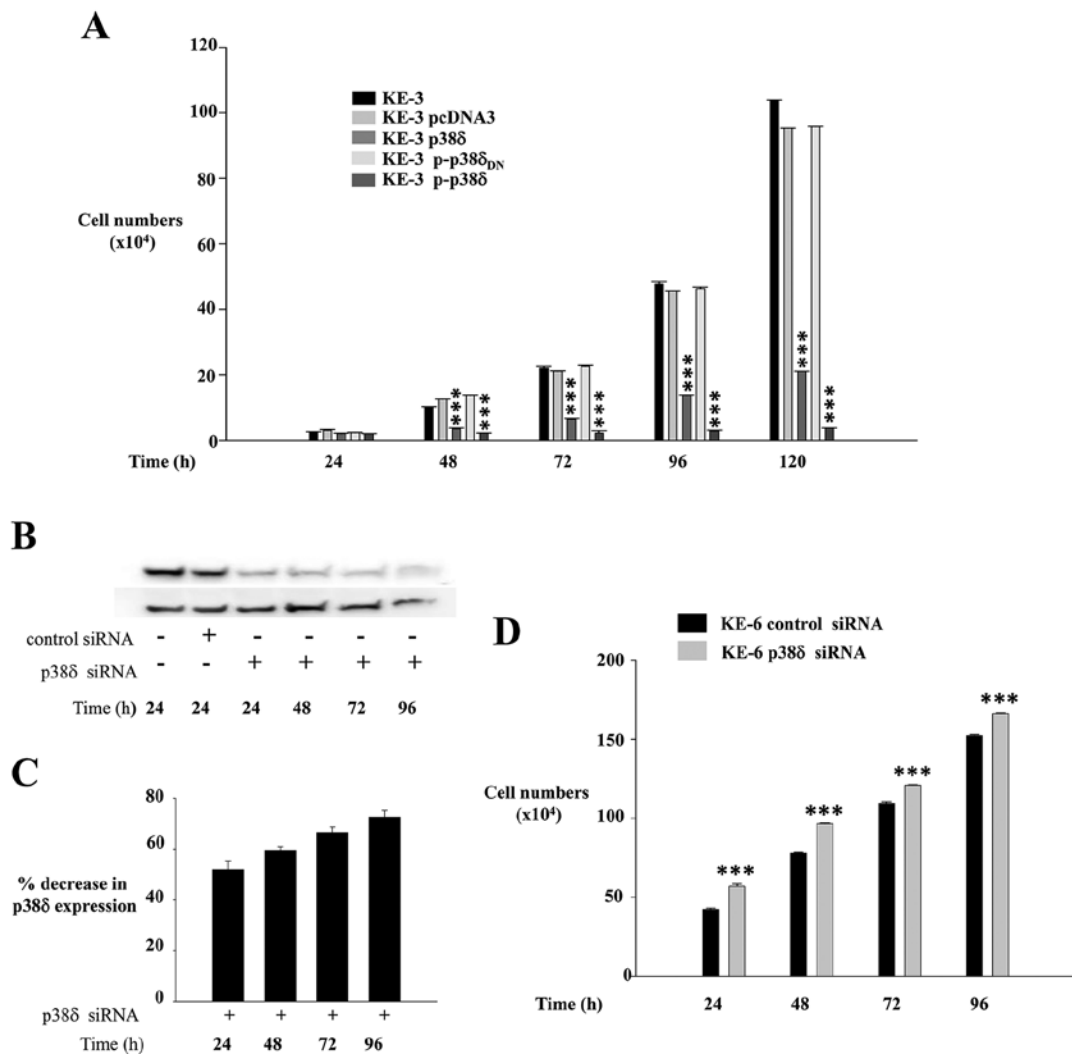 A
120
100
80
60
40
20
0
Cell numbers
(x10⁴)
KE-3
KE-3 pcDNA3
KE-3 p38δ
KE-3 p-p38δDN
KE-3 p-p38δ
*** ***
*** ***
*** ***
*** ***
Time (h) 24 48 72 96 120
B
control siRNA - + - - - -
p38δ siRNA - - + + + +
Time (h) 24 24 24 48 72 96
C
80
60
40
60
0
% decrease in
p38δ expression
p38δ siRNA + + + +
Time (h) 24 48 72 96
D
KE-6 control siRNA
KE-6 p38δ siRNA
200
150
100
50
0
Cell numbers
(x10⁴)
*** *** *** ***
Time (h) 24 48 72 96